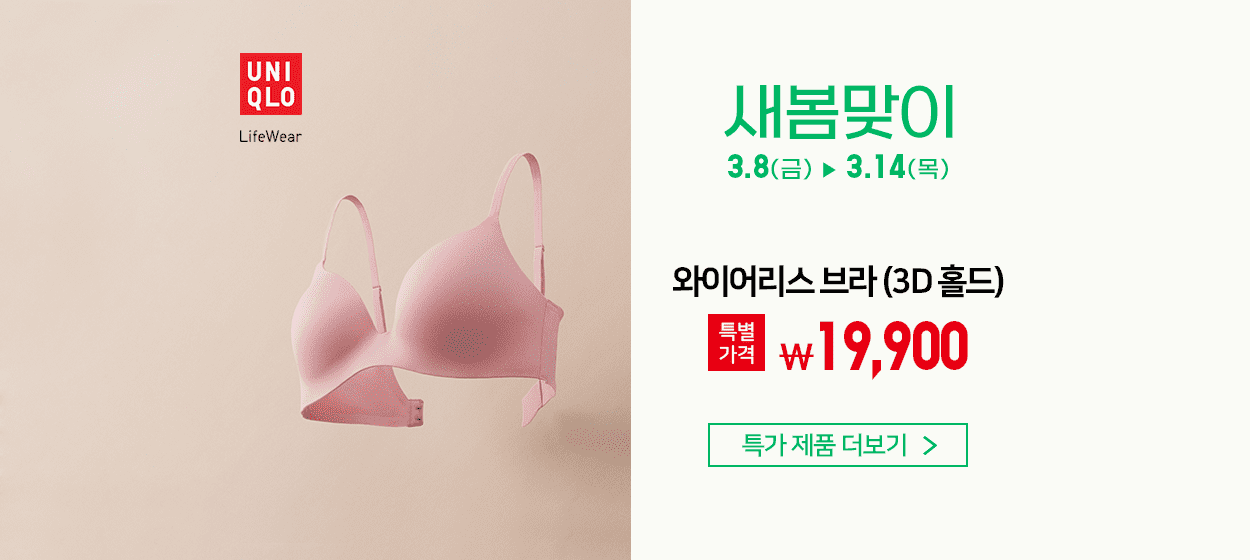 UNI
QLO
LifeWear
새봄맞이
3.8(금) ▶ 3.14(목)
와이어리스 브라 (3D 홀드)
특별
가격
₩19,900
특가 제품 더보기 >